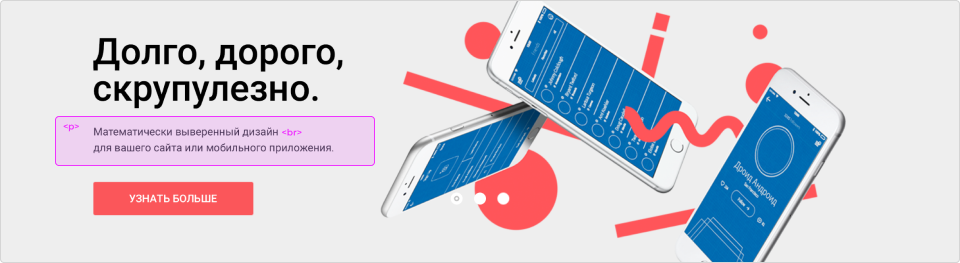 Долго, дорого,
скрупулезно.
<p> Математически выверенный дизайн <br>
для вашего сайта или мобильного приложения.
УЗНАТЬ БОЛЬШЕ
Дроид Андроид